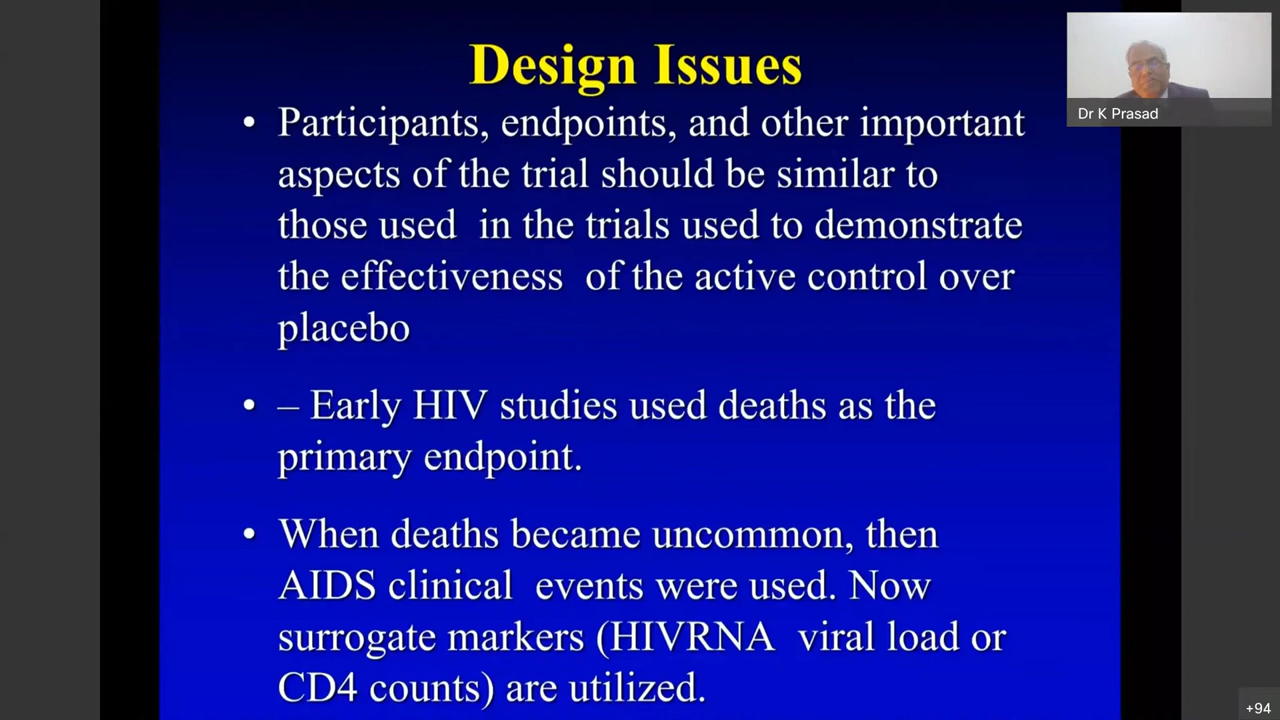 Design Issues
• Participants, endpoints, and other important
aspects of the trial should be similar to
those used in the trials used to demonstrate
the effectiveness of the active control over
placebo
• – Early HIV studies used deaths as the
primary endpoint.
• When deaths became uncommon, then
AIDS clinical events were used. Now
surrogate markers (HIVRNA viral load or
CD4 counts) are utilized.
Dr K Prasad
+94